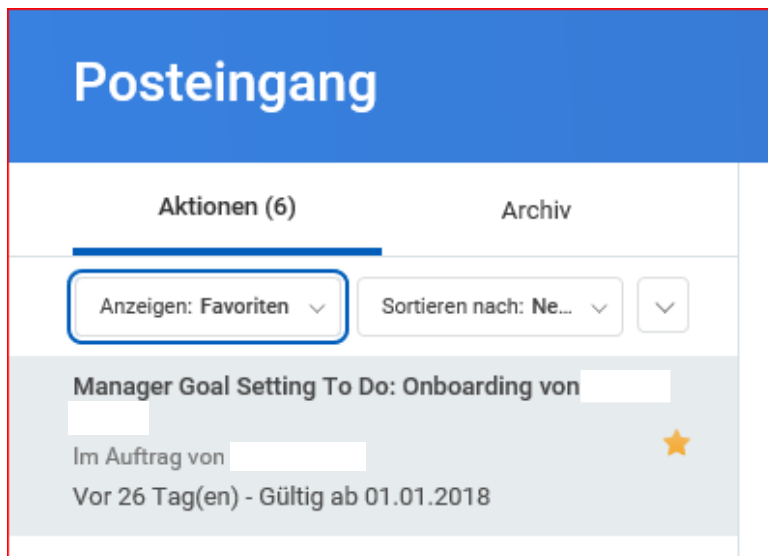 Posteingang
Aktionen (6) Archiv
Anzeigen: Favoriten Sortieren nach: Ne...
Manager Goal Setting To Do: Onboarding von
Im Auftrag von
Vor 26 Tag(en) - Gültig ab 01.01.2018